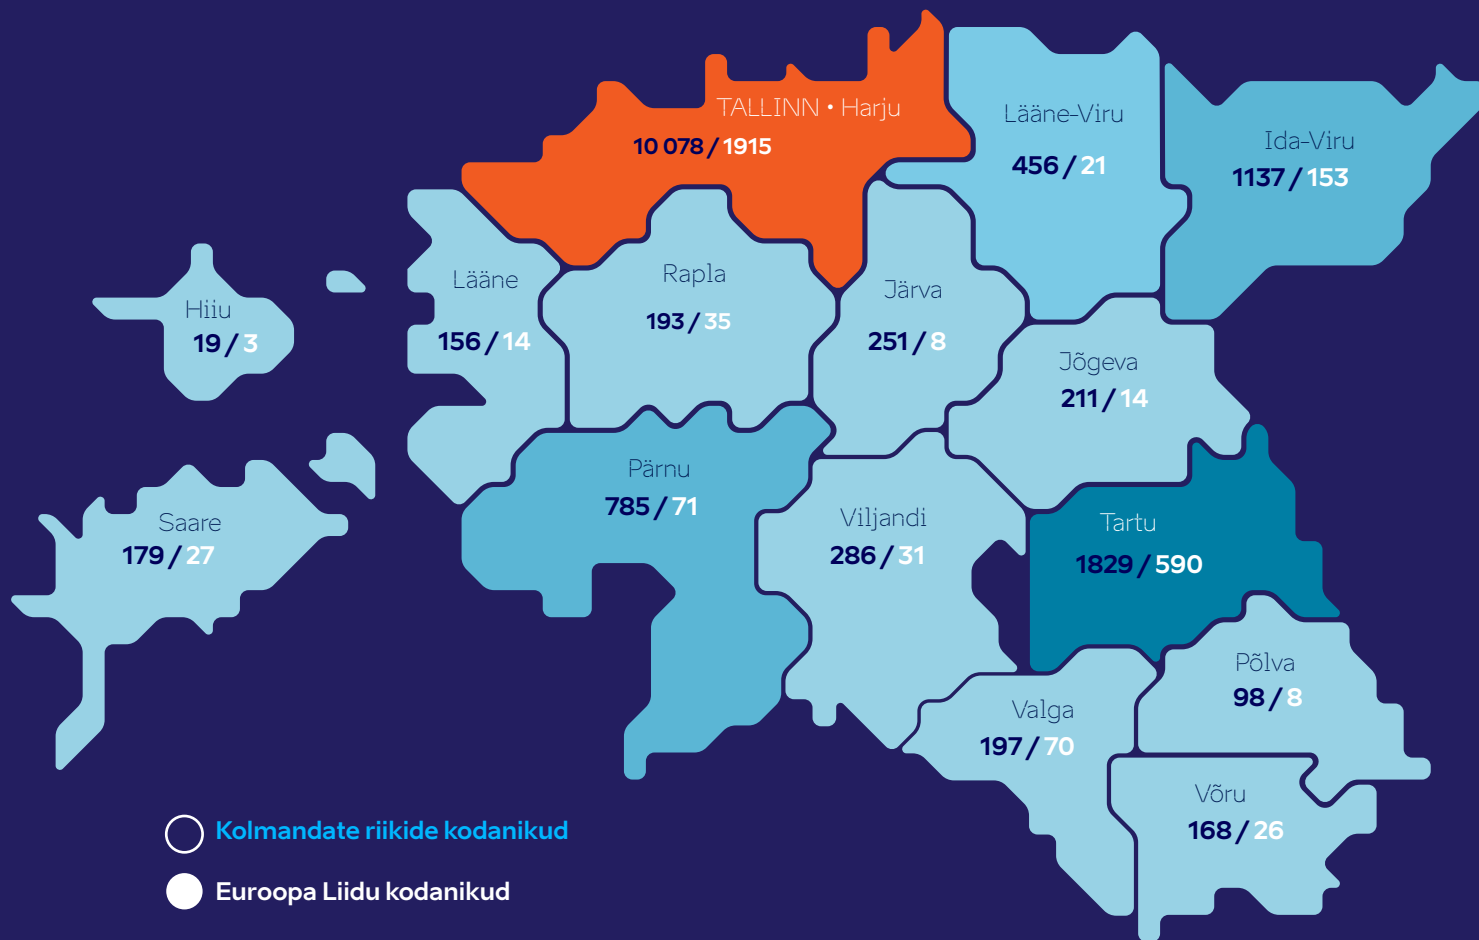 TALLINN • Harju
10 078 / 1915
Lääne-Viru
456 / 21
Ida-Viru
1137 / 153
Hiiu
19 / 3
Lääne
156 / 14
Rapla
193 / 35
Järva
251 / 8
Jõgeva
211 / 14
Saare
179 / 27
Pärnu
785 / 71
Viljandi
286 / 31
Tartu
1829 / 590
Põlva
98 / 8
Valga
197 / 70
Võru
168 / 26
Kolmandate riikide kodanikud
Euroopa Liidu kodanikud